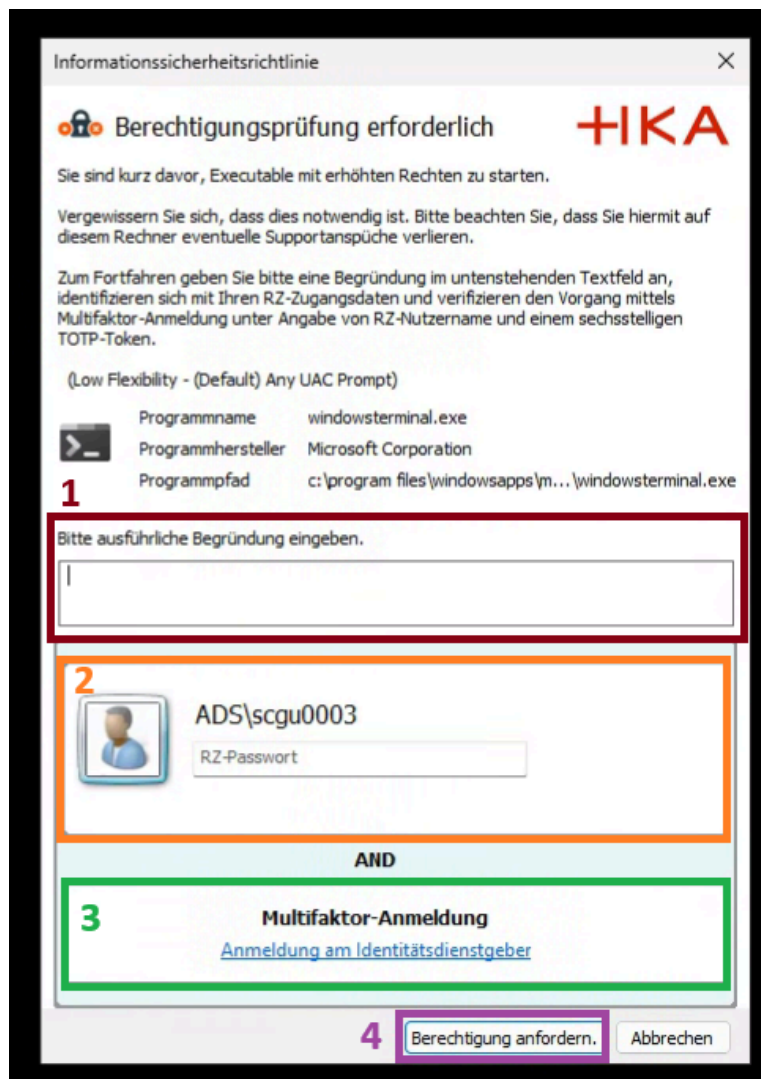 Informationssicherheitsrichtlinie
Berechtigungsprüfung erforderlich
HKA
Sie sind kurz davor, Executable mit erhöhten Rechten zu starten.
Vergewissern Sie sich, dass dies notwendig ist. Bitte beachten Sie, dass Sie hiermit auf
diesem Rechner eventuelle Supportanspüche verlieren.
Zum Fortfahren geben Sie bitte eine Begründung im untenstehenden Textfeld an,
identifizieren sich mit Ihren RZ-Zugangsdaten und verifizieren den Vorgang mittels
Multifaktor-Anmeldung unter Angabe von RZ-Nutzername und einem sechsstelligen
TOTP-Token.
(Low Flexibility - (Default) Any UAC Prompt)
Programmname windowsterminal.exe
Programmhersteller Microsoft Corporation
Programmpfad c:\program files\windowsapps\m...\windowsterminal.exe
1
Bitte ausführliche Begründung eingeben.
2
ADS\scgu0003
RZ-Passwort
AND
3
Multifaktor-Anmeldung
Anmeldung am Identitätsdienstgeber
4
Berechtigung anfordern. Abbrechen